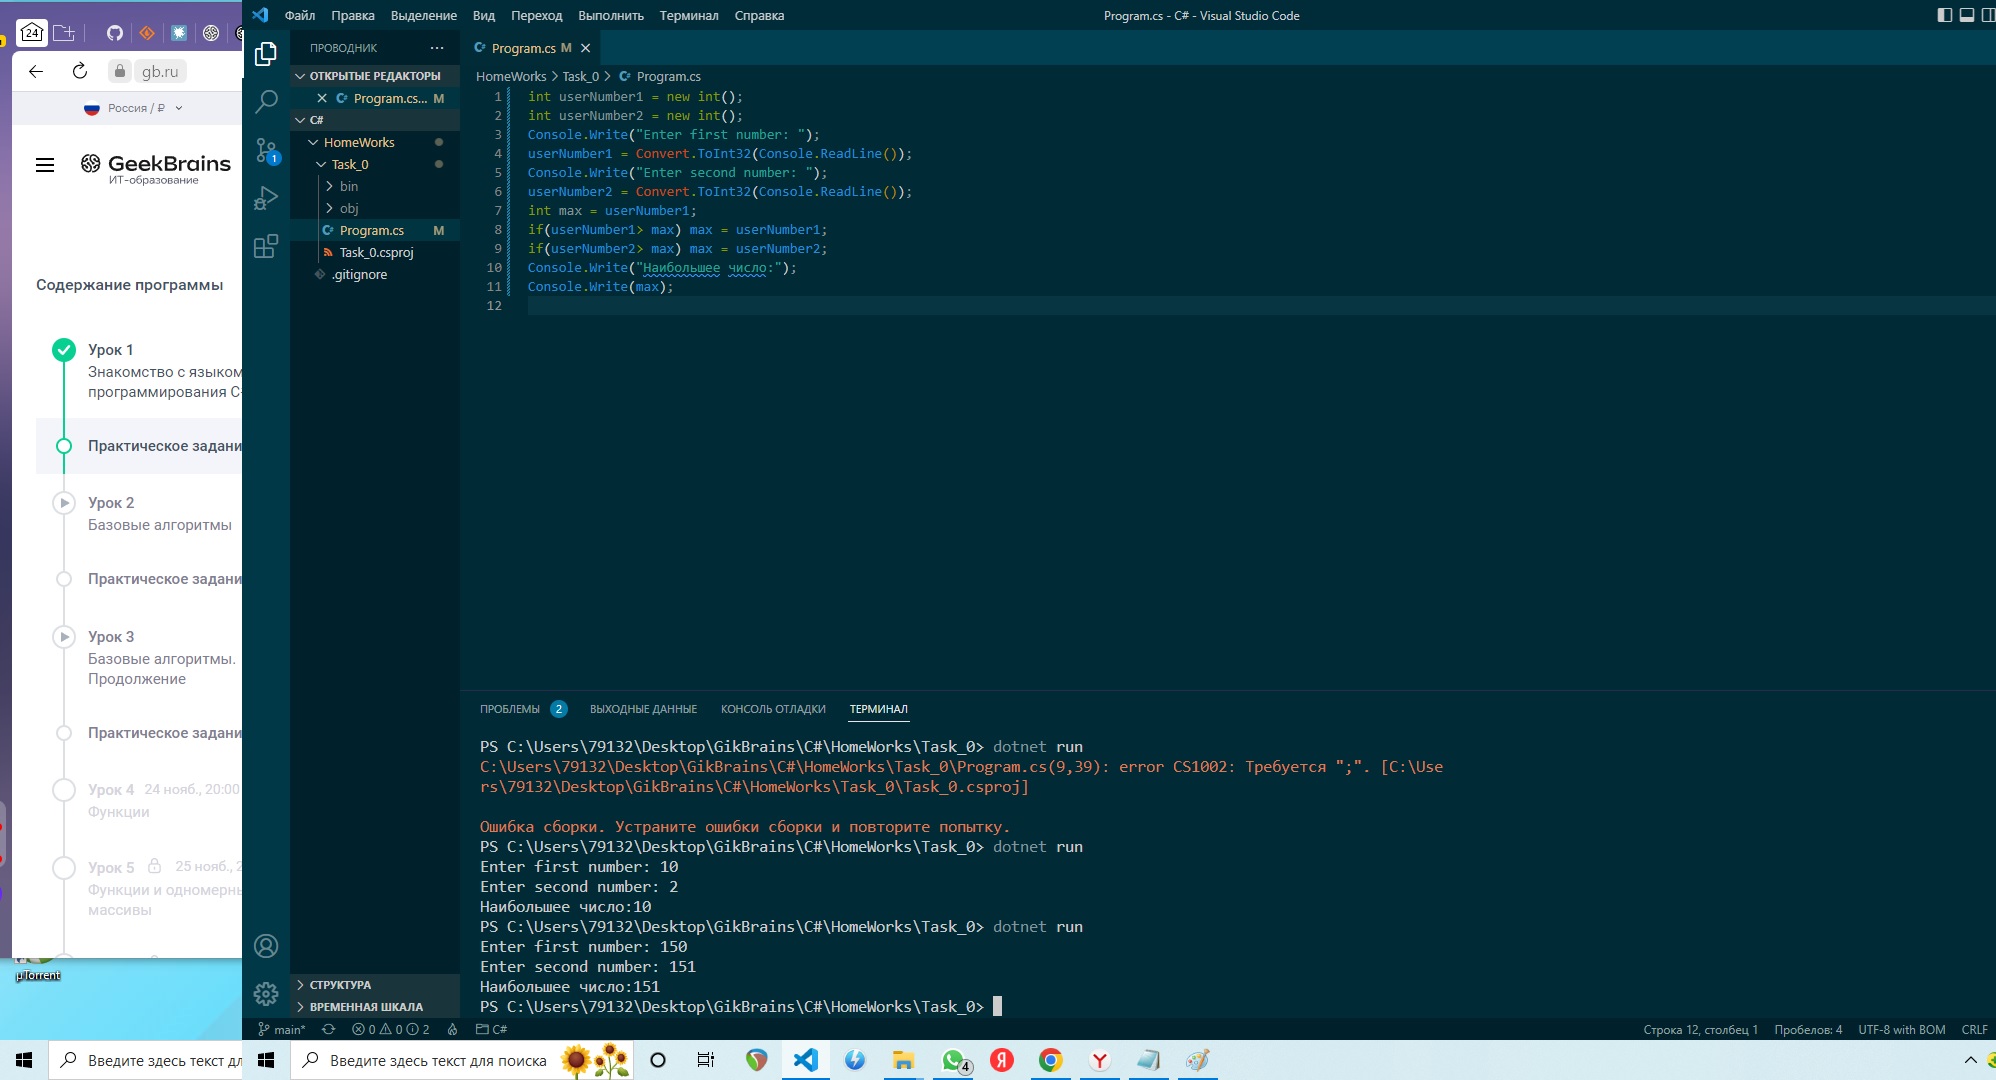 24
gb.ru
Россия / ₽
GeekBrains
ИТ-образование
Содержание программы
Урок 1
Знакомство с языком
программирования C
Практическое задани
Урок 2
Базовые алгоритмы
Практическое задани
Урок 3
Базовые алгоритмы.
Продолжение
Практическое задани
Урок 4 24 нояб., 20:00
Функции
Урок 5 25 нояб., 2
Функции и одномерны
массивы
µTorrent
Файл Правка Выделение Вид Переход Выполнить Терминал Справка
Program.cs - C# - Visual Studio Code
ПРОВОДНИК ...
ОТКРЫТЫЕ РЕДАКТОРЫ
Program.cs... M
C#
HomeWorks
Task_0
bin
obj
Program.cs M
Task_0.csproj
.gitignore
СТРУКТУРА
ВРЕМЕННАЯ ШКАЛА
1
Program.cs M
HomeWorks > Task_0 > Program.cs
1 int userNumber1 = new int();
2 int userNumber2 = new int();
3 Console.Write("Enter first number: ");
4 userNumber1 = Convert.ToInt32(Console.ReadLine());
5 Console.Write("Enter second number: ");
6 userNumber2 = Convert.ToInt32(Console.ReadLine());
7 int max = userNumber1;
8 if(userNumber1> max) max = userNumber1;
9 if(userNumber2> max) max = userNumber2;
10 Console.Write("Наибольшее число:");
11 Console.Write(max);
12
ПРОБЛЕМЫ 2 ВЫХОДНЫЕ ДАННЫЕ КОНСОЛЬ ОТЛАДКИ ТЕРМИНАЛ
PS C:\Users\79132\Desktop\GikBrains\C#\HomeWorks\Task_0> dotnet run
C:\Users\79132\Desktop\GikBrains\C#\HomeWorks\Task_0\Program.cs(9,39): error CS1002: Требуется ";". [C:\Use
rs\79132\Desktop\GikBrains\C#\HomeWorks\Task_0\Task_0.csproj]
Ошибка сборки. Устраните ошибки сборки и повторите попытку.
PS C:\Users\79132\Desktop\GikBrains\C#\HomeWorks\Task_0> dotnet run
Enter first number: 10
Enter second number: 2
Наибольшее число:10
PS C:\Users\79132\Desktop\GikBrains\C#\HomeWorks\Task_0> dotnet run
Enter first number: 150
Enter second number: 151
Наибольшее число:151
PS C:\Users\79132\Desktop\GikBrains\C#\HomeWorks\Task_0>
main* 0 0 2 C#
Строка 12, столбец 1 Пробелов: 4 UTF-8 with BOM CRLF
Введите здесь текст дл
Введите здесь текст для поиска
4
Я
Y